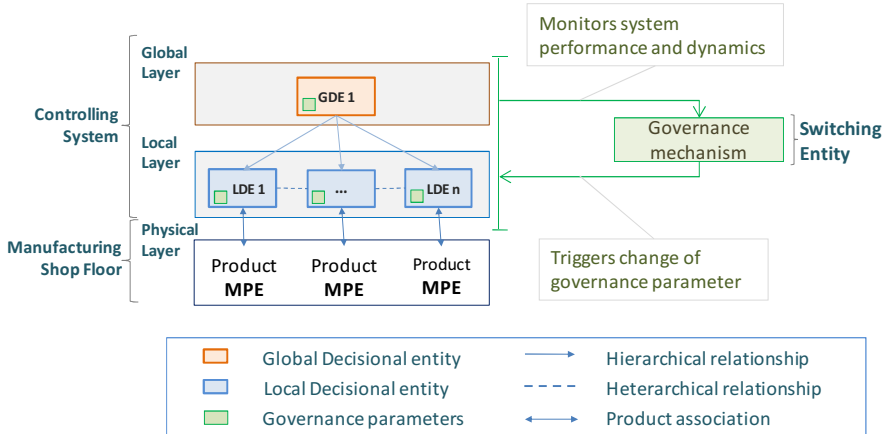 Monitors system
performance and dynamics
Global
Layer
GDE 1
Controlling
System
Governance
mechanism
Switching
Entity
Local
Layer
LDE 1
...
LDE n
Physical
Layer
Manufacturing
Shop Floor
Product
MPE
Product
MPE
Product
MPE
Triggers change of
governance parameter
Global Decisional entity
Hierarchical relationship
Local Decisional entity
Heterarchical relationship
Governance parameters
Product association